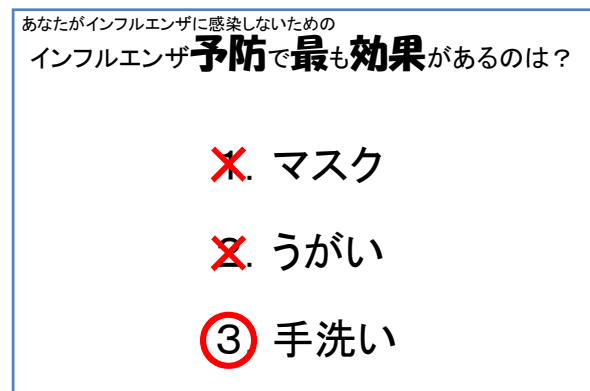 あなたがインフルエンザに感染しないための
インフルエンザ予防で最も効果があるのは？
1. マスク
2. うがい
3. 手洗い